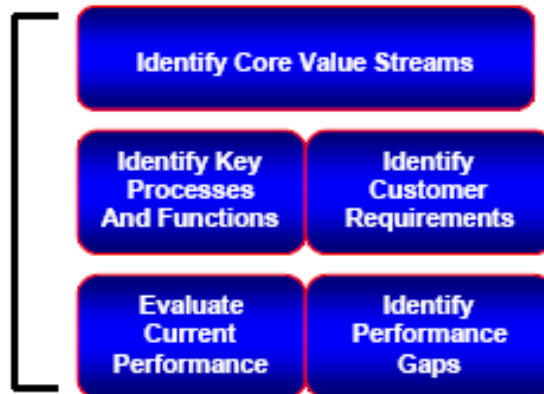 Identify Core Value Streams
Identify Key
Processes
And Functions
Identify
Customer
Requirements
Evaluate
Current
Performance
Identify
Performance
Gaps